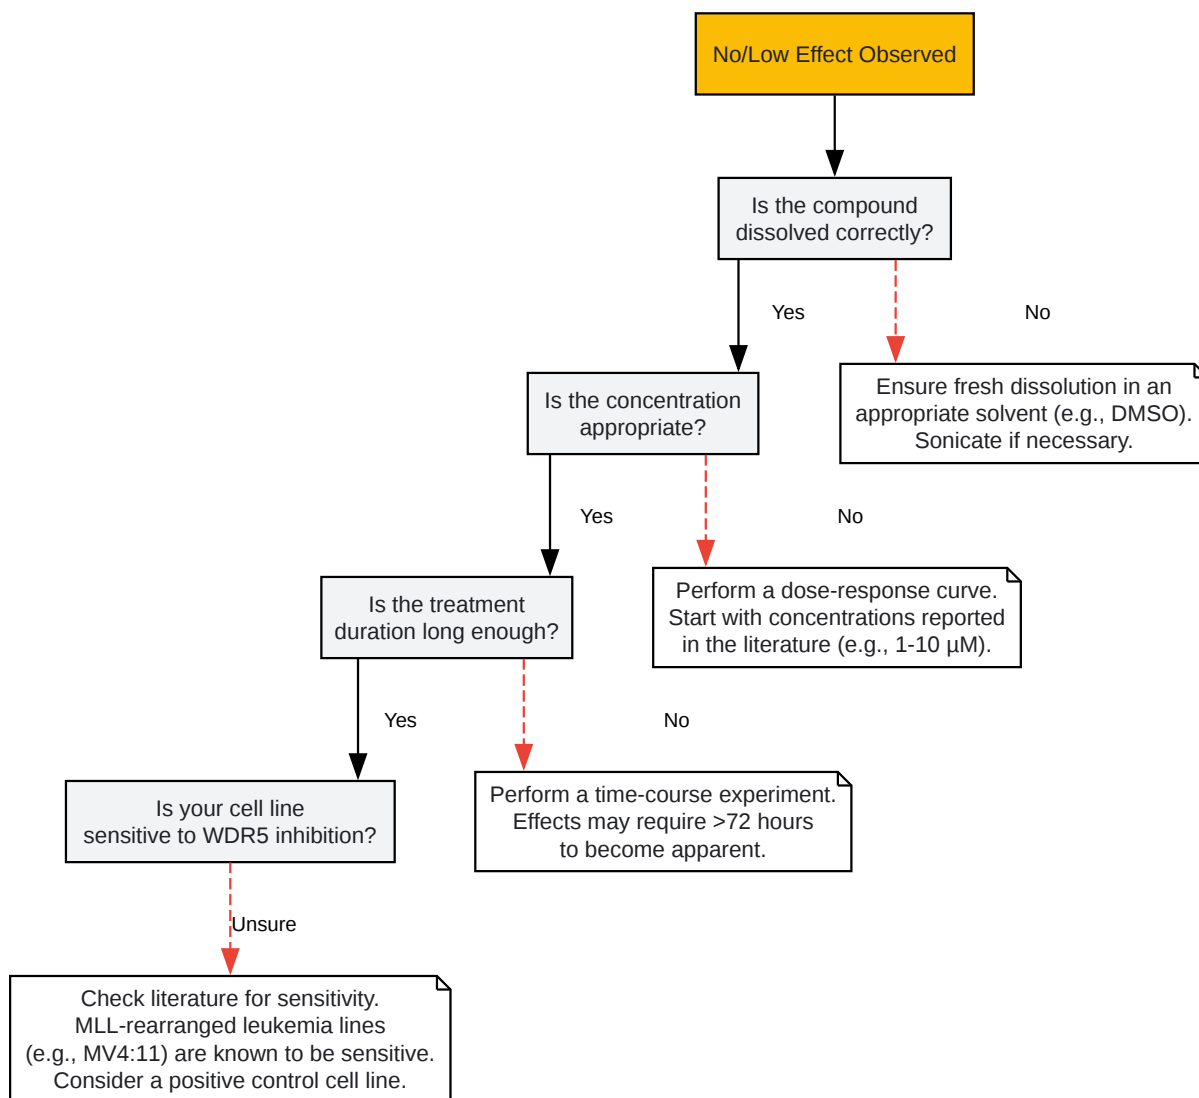 No/Low Effect Observed
Is the compound
dissolved correctly?
Yes
No
Is the concentration
appropriate?
Ensure fresh dissolution in an
appropriate solvent (e.g., DMSO).
Sonicate if necessary.
Yes
No
Is the treatment
duration long enough?
Perform a dose-response curve.
Start with concentrations reported
in the literature (e.g., 1-10 µM).
Yes
No
Is your cell line
sensitive to WDR5 inhibition?
Perform a time-course experiment.
Effects may require >72 hours
to become apparent.
Unsure
Check literature for sensitivity.
MLL-rearranged leukemia lines
(e.g., MV4:11) are known to be sensitive.
Consider a positive control cell line.